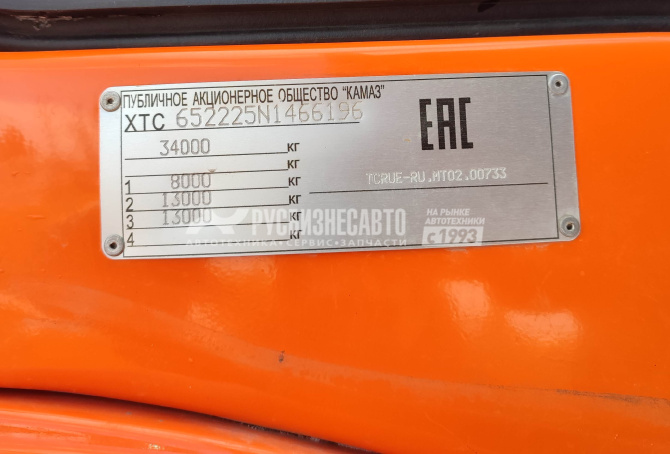 ПУБЛИЧНОЕ АКЦИОНЕРНОЕ ОБЩЕСТВО "КАМАЗ"
XTC 652225N1466196
34000 КГ
КГ
1 8000 КГ
2 13000 КГ
3 13000 КГ
4 КГ
EAC
TCRUE-RU.MT02.00733
РУСБИЗНЕСАВТО
АВТОТЕХНИКА•СЕРВИС•ЗАПЧАСТИ
НА РЫНКЕ
АВТОТЕХНИКИ
с 1993